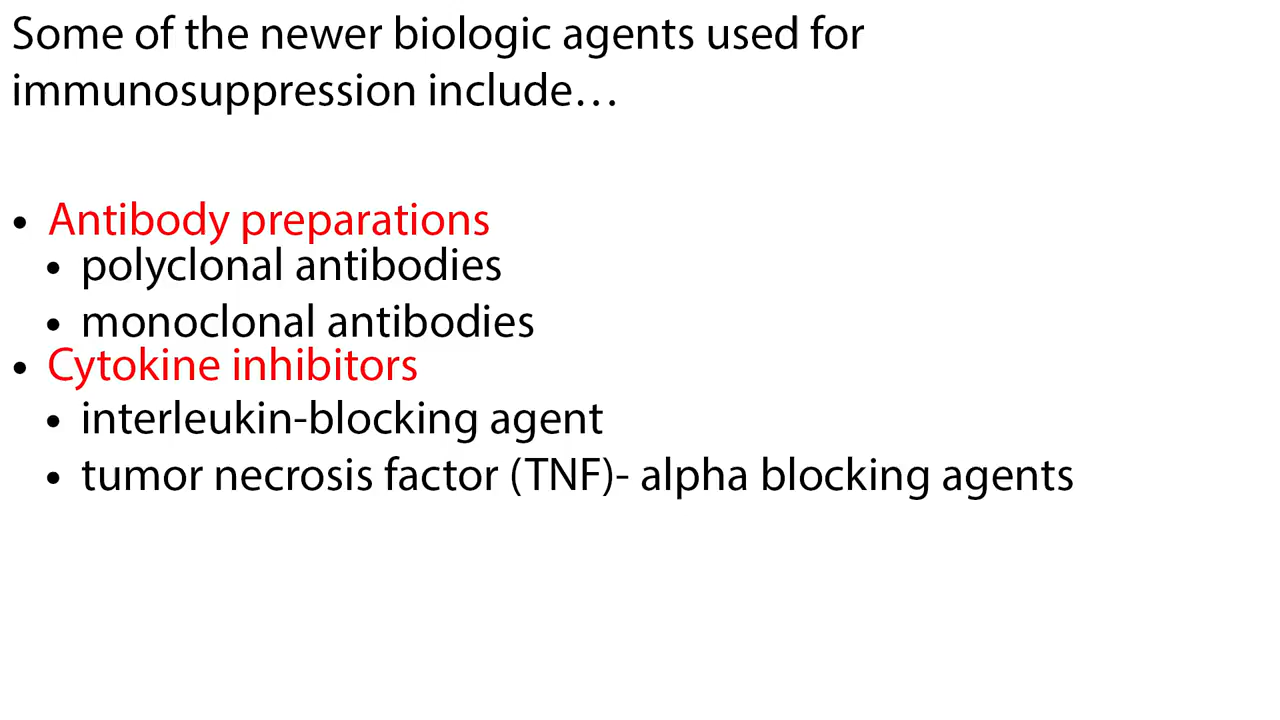 Some of the newer biologic agents used for
immunosuppression include…
• Antibody preparations
• polyclonal antibodies
• monoclonal antibodies
• Cytokine inhibitors
• interleukin-blocking agent
• tumor necrosis factor (TNF)- alpha blocking agents